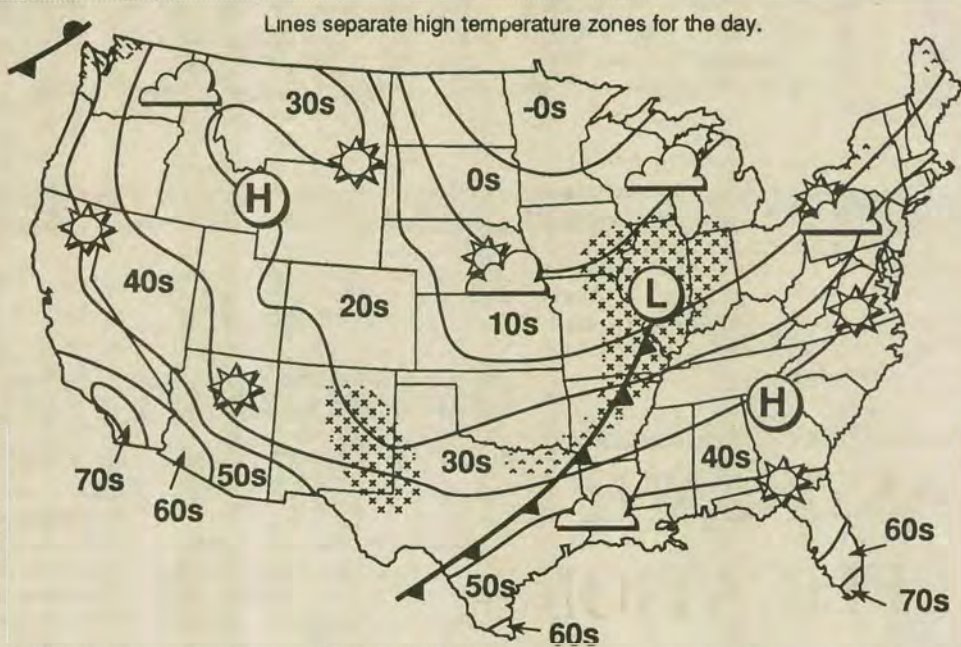 Lines separate high temperature zones for the day.
30s
-0s
0s
H
40s
20s
10s
L
H
30s
40s
50s
70s
60s
50s
60s
60s
70s